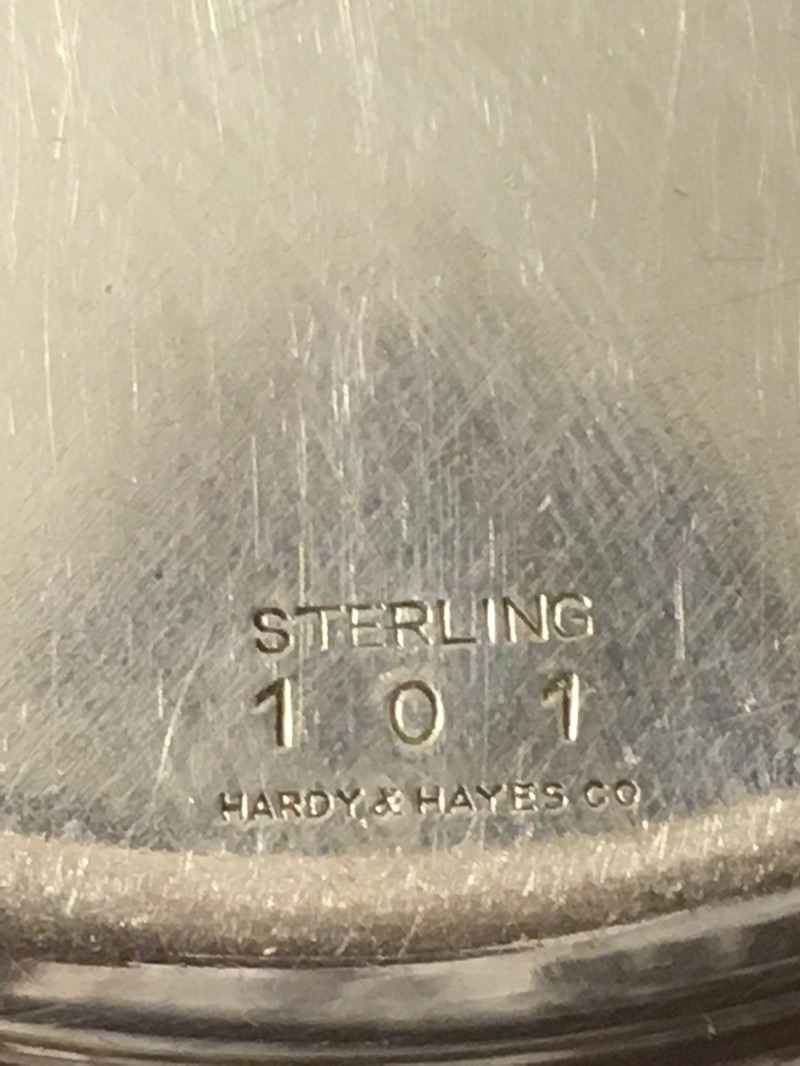 STERLING
1 0 1
HARDY & HAYES CO